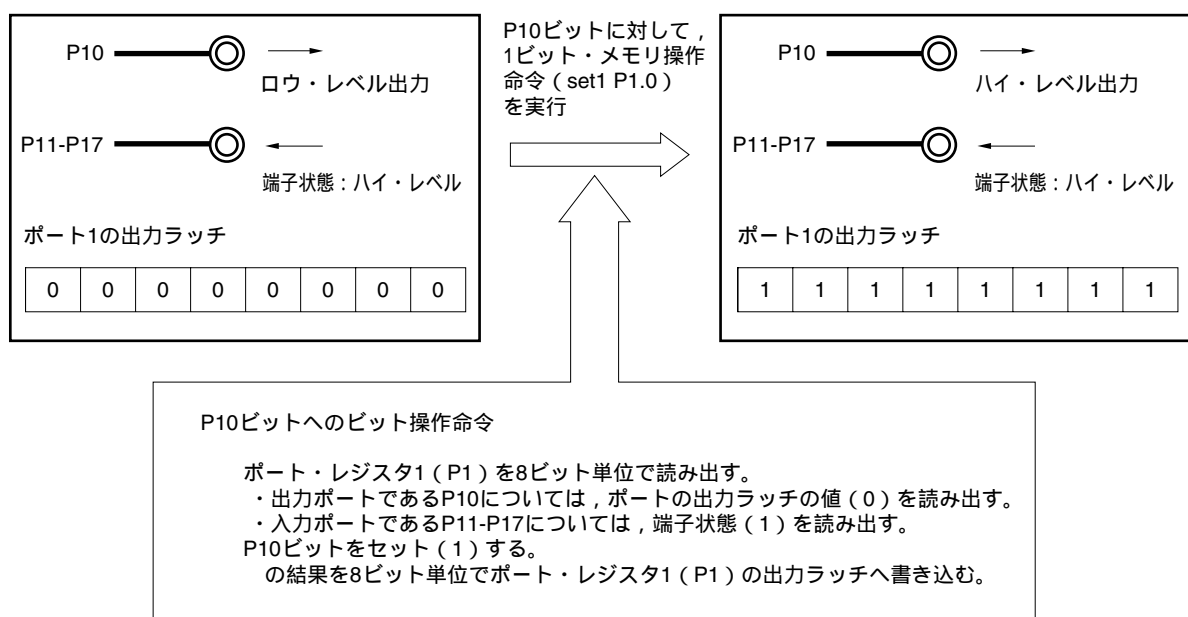 P10
ロウ・レベル出力
P11-P17
端子状態：ハイ・レベル
ポート1の出力ラッチ
0 0 0 0 0 0 0 0
P10ビットに対して，
1ビット・メモリ操作
命令（set1 P1.0）
を実行
P10
ハイ・レベル出力
P11-P17
端子状態：ハイ・レベル
ポート1の出力ラッチ
1 1 1 1 1 1 1 1
P10ビットへのビット操作命令
ポート・レジスタ1（P1）を8ビット単位で読み出す。
・出力ポートであるP10については，ポートの出力ラッチの値（0）を読み出す。
・入力ポートであるP11-P17については，端子状態（1）を読み出す。
P10ビットをセット（1）する。
の結果を8ビット単位でポート・レジスタ1（P1）の出力ラッチへ書き込む。